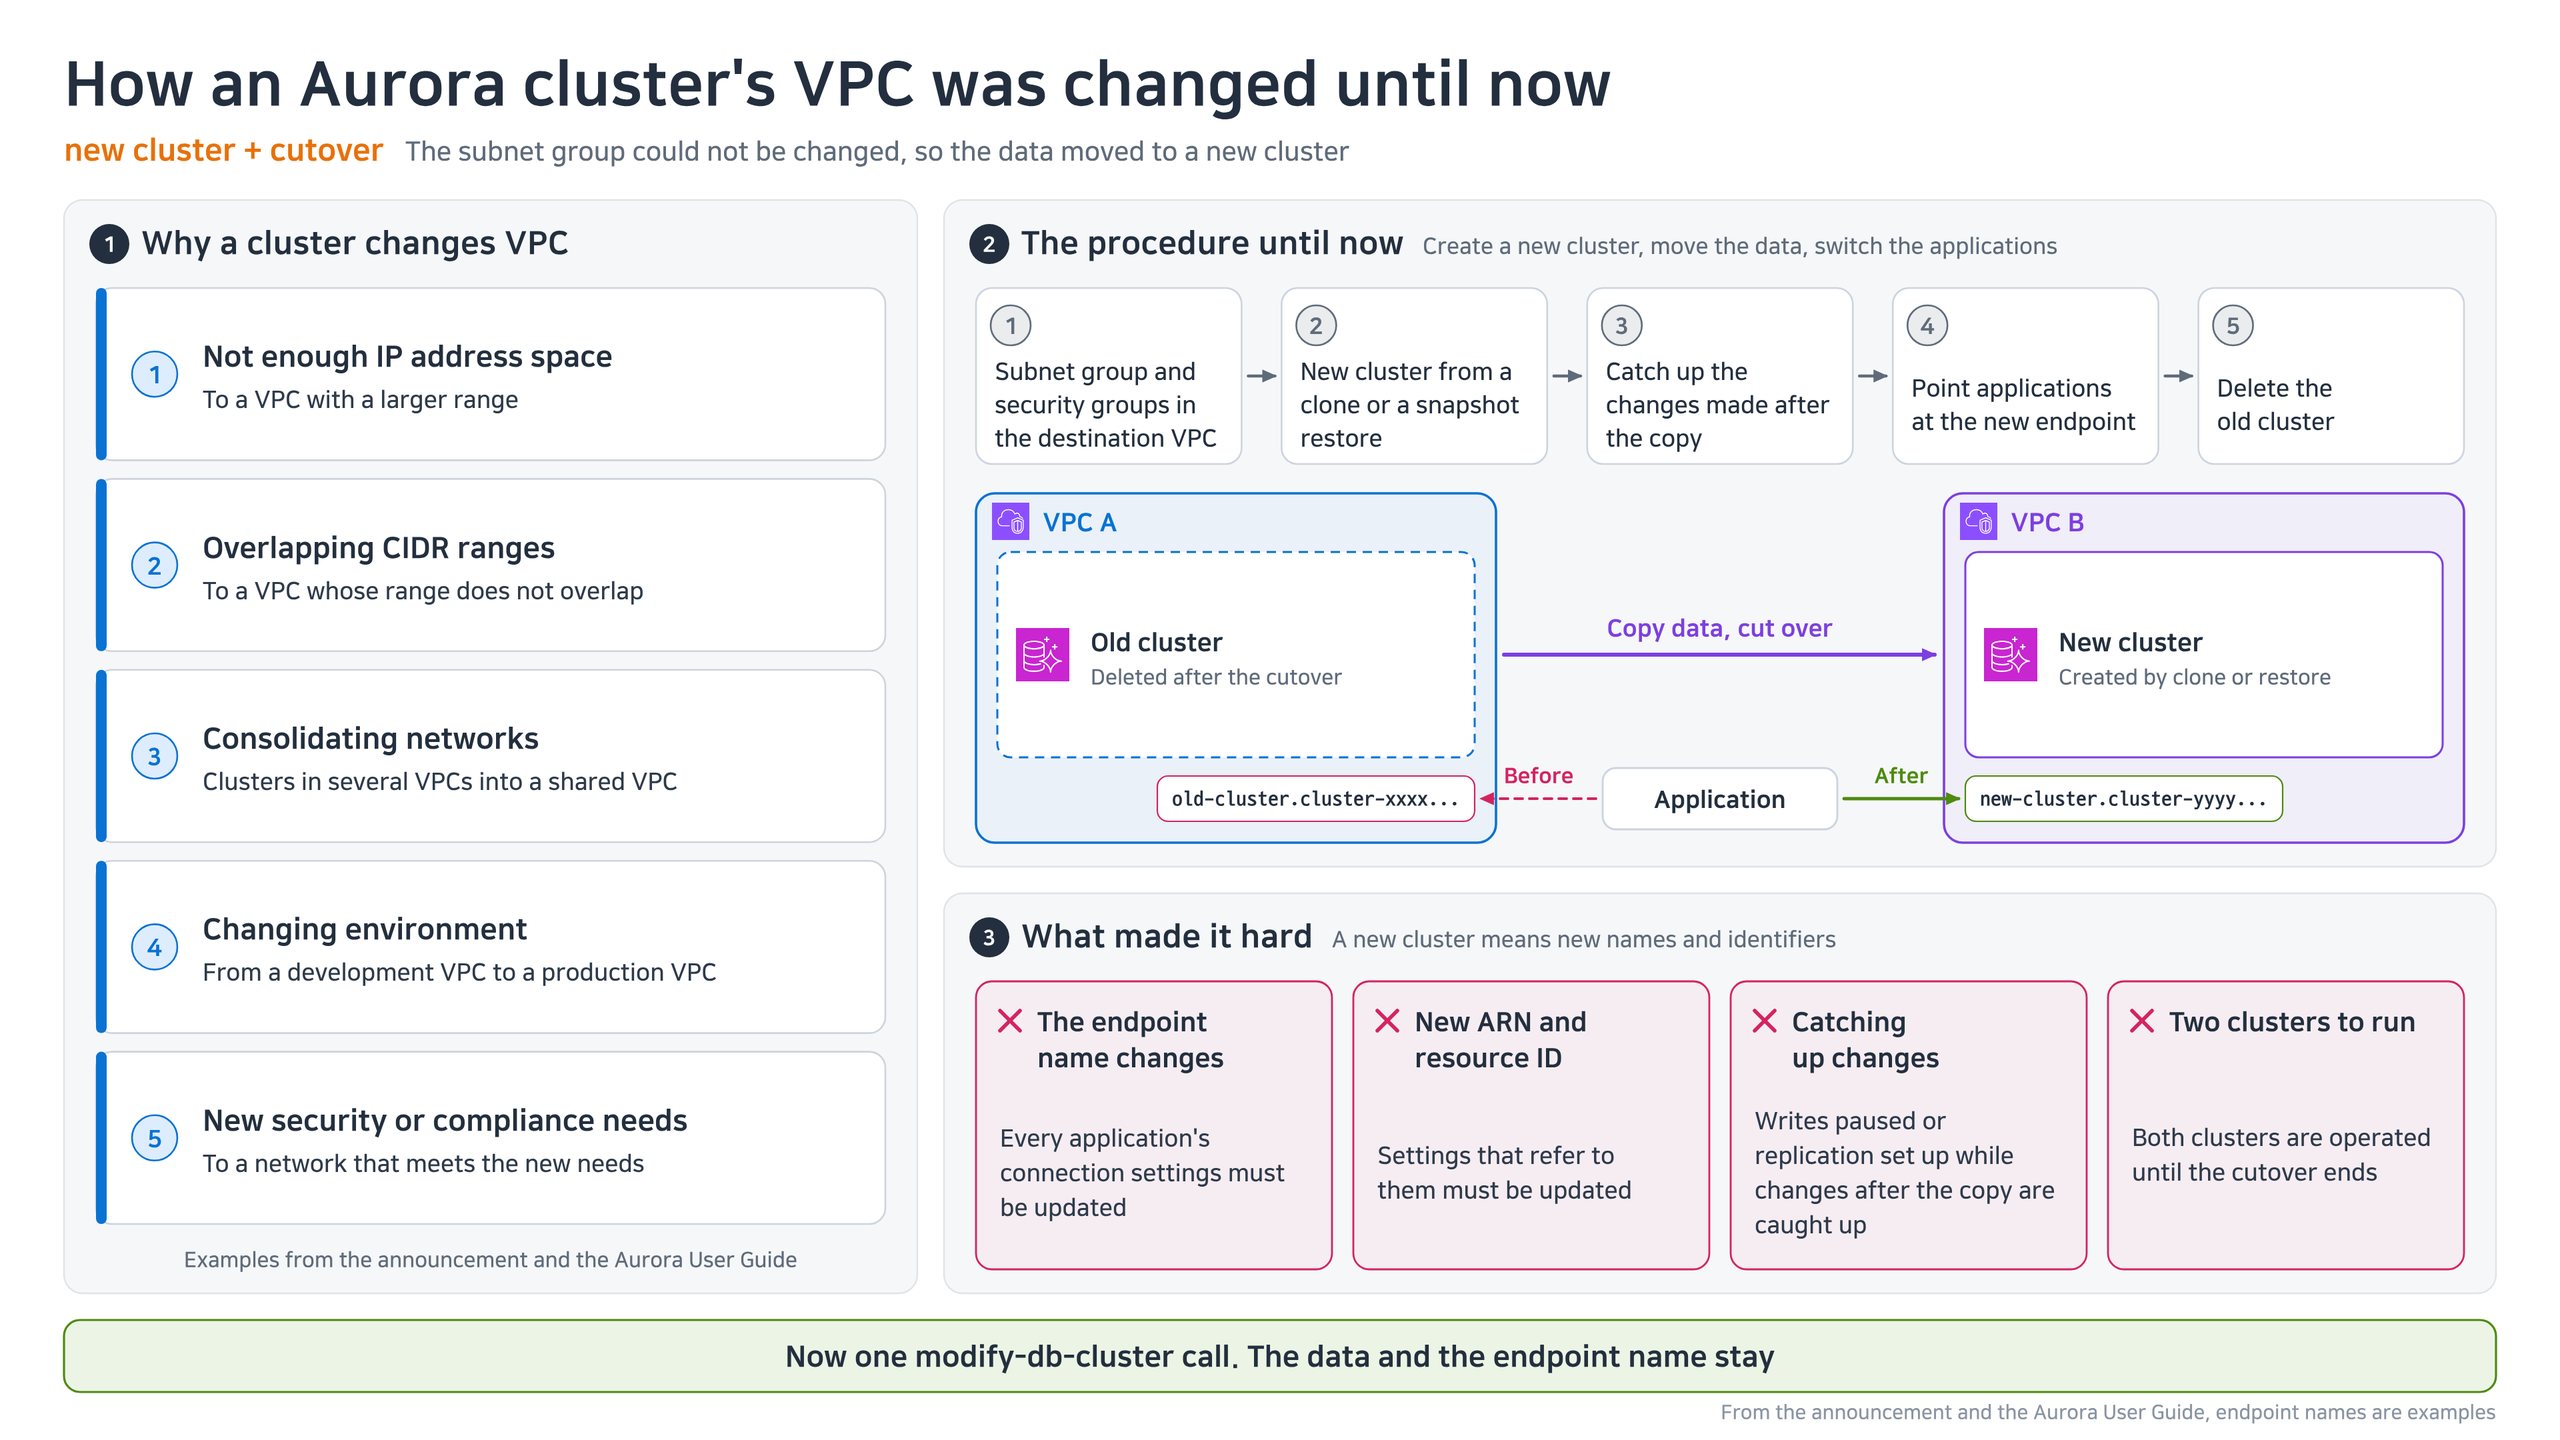 How an Aurora cluster's VPC was changed until now
new cluster + cutover The subnet group could not be changed, so the data moved to a new cluster
1 Why a cluster changes VPC
1
Not enough IP address space
To a VPC with a larger range
2
Overlapping CIDR ranges
To a VPC whose range does not overlap
3
Consolidating networks
Clusters in several VPCs into a shared VPC
4
Changing environment
From a development VPC to a production VPC
5
New security or compliance needs
To a network that meets the new needs
Examples from the announcement and the Aurora User Guide
2 The procedure until now Create a new cluster, move the data, switch the applications
1
Subnet group and
security groups in
the destination VPC
2
New cluster from a
clone or a snapshot
restore
3
Catch up the
changes made after
the copy
4
Point applications
at the new endpoint
5
Delete the
old cluster
VPC A
Old cluster
Deleted after the cutover
old-cluster.cluster-xxxx...
Copy data, cut over
Before
Application
After
VPC B
New cluster
Created by clone or restore
new-cluster.cluster-yyyy...
3 What made it hard A new cluster means new names and identifiers
The endpoint
name changes
Every application's
connection settings must
be updated
New ARN and
resource ID
Settings that refer to
them must be updated
Catching
up changes
Writes paused or
replication set up while
changes after the copy are
caught up
Two clusters to run
Both clusters are operated
until the cutover ends
Now one modify-db-cluster call. The data and the endpoint name stay
From the announcement and the Aurora User Guide, endpoint names are examples